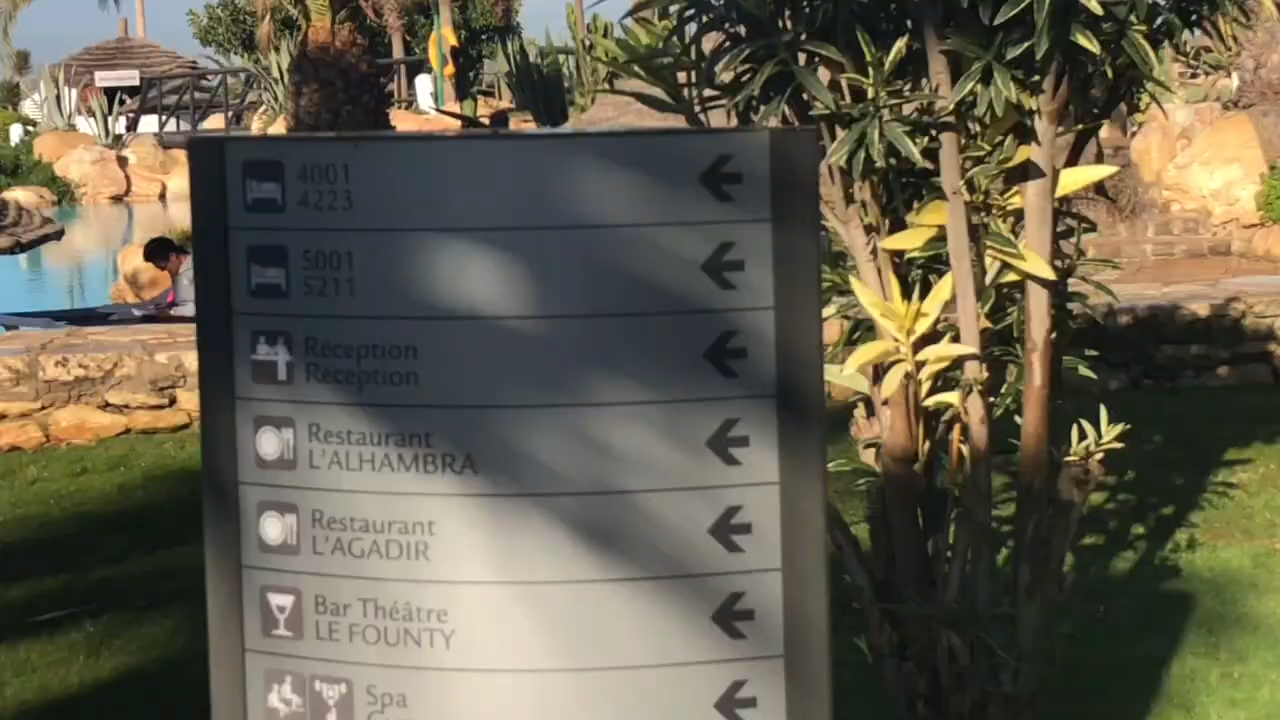 4001
4223
5001
5211
Réception
Reception
Restaurant
L'ALHAMBRA
Restaurant
L'AGADIR
Bar Théâtre
LE FOUNTY
Spa